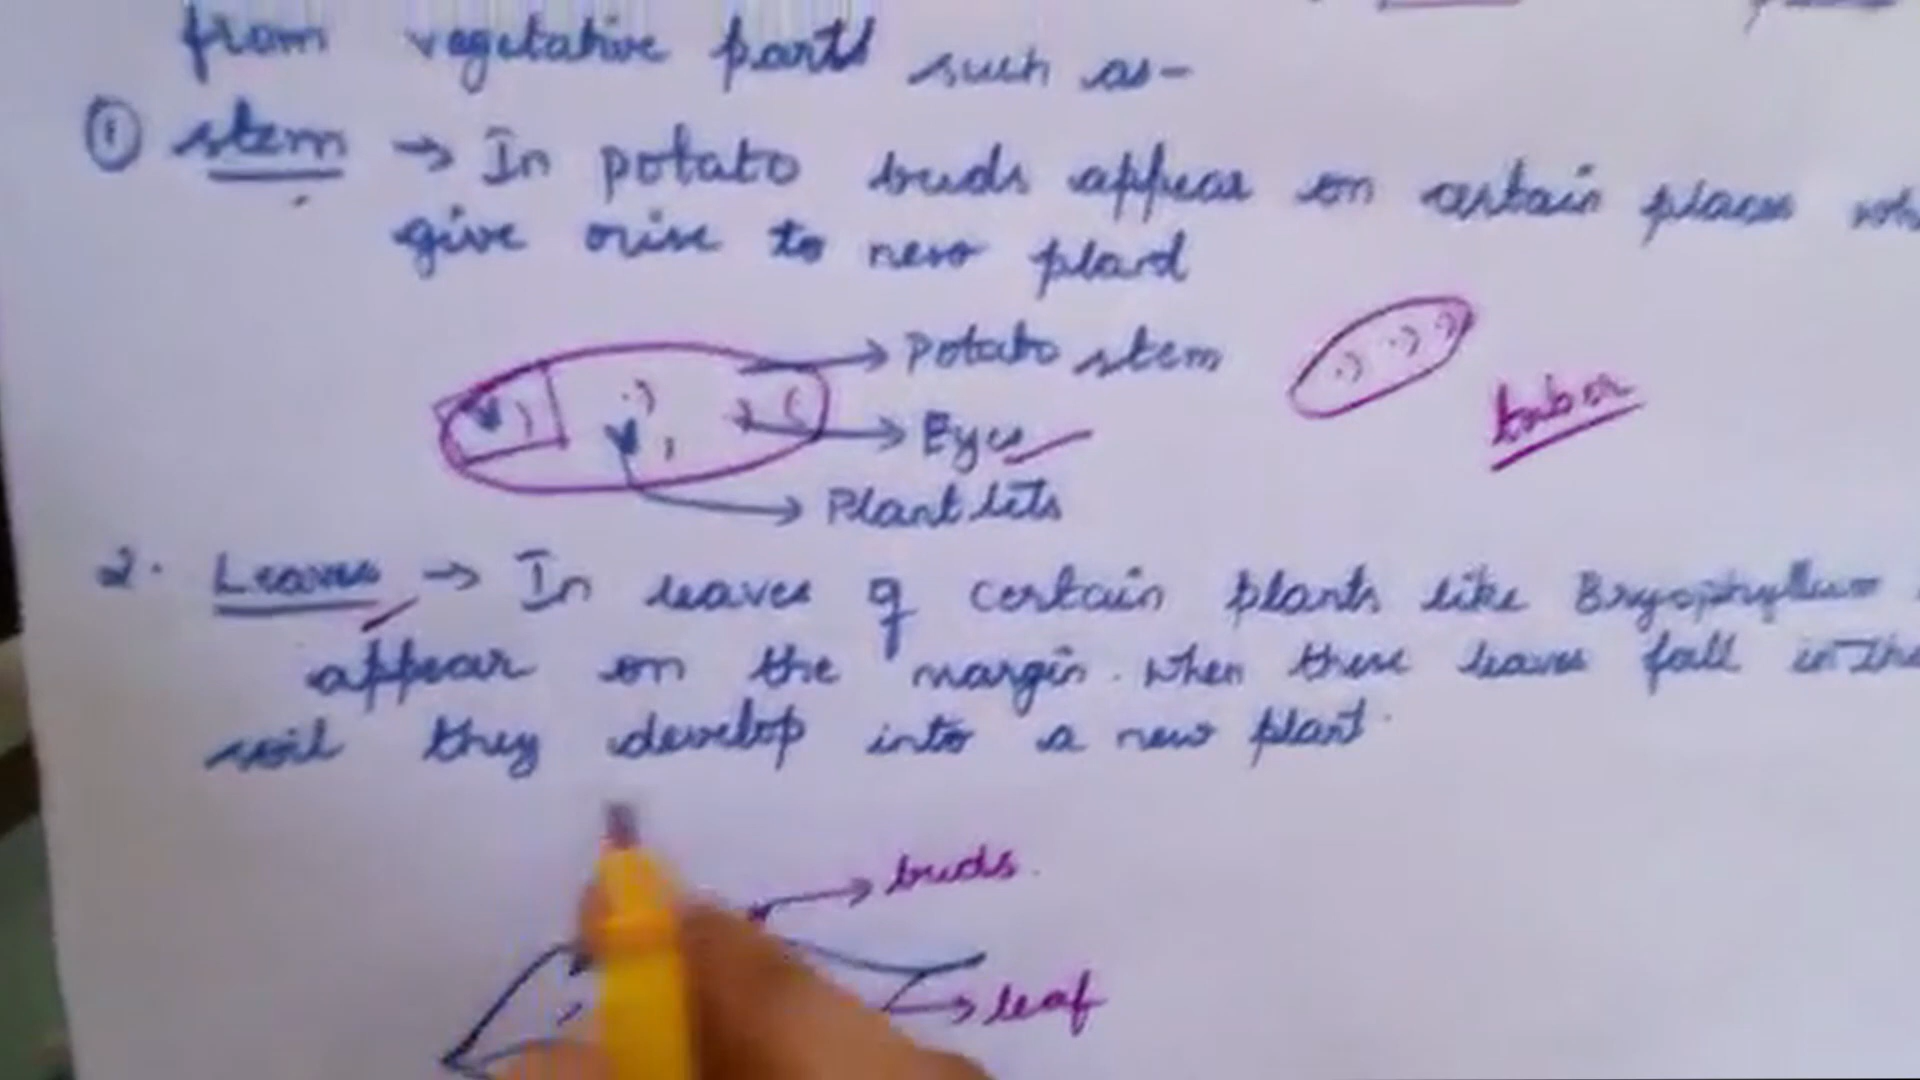 from vegetative parts such as-
① stem → In potato buds appear on certain places
give rise to new plant
Potato stem
Eyes
tuber
Plantlets
2. Leaves → In leaves of certain plants like Bryophyllum
appear on the margin. When these leaves fall in the
soil they develop into a new plant.
buds.
leaf